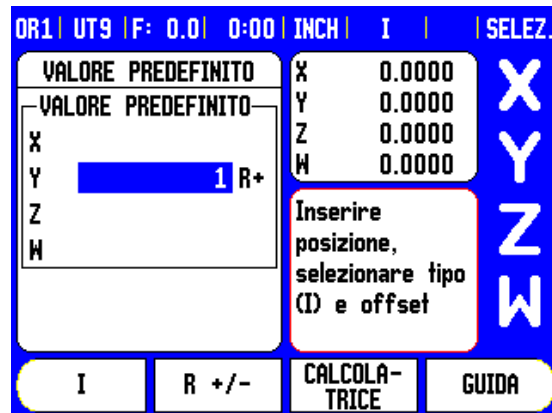 OR1 | UT9 | F: 0.0 | 0:00 | INCH | I | | SELEZ.
VALORE PREDEFINITO
VALORE PREDEFINITO
X
Y 1 R+
Z
W
X 0.0000
Y 0.0000
Z 0.0000
W 0.0000
Inserire
posizione,
selezionare tipo
(I) e offset
X
Y
Z
W
I
R +/-
CALCOLA-
TRICE
GUIDA